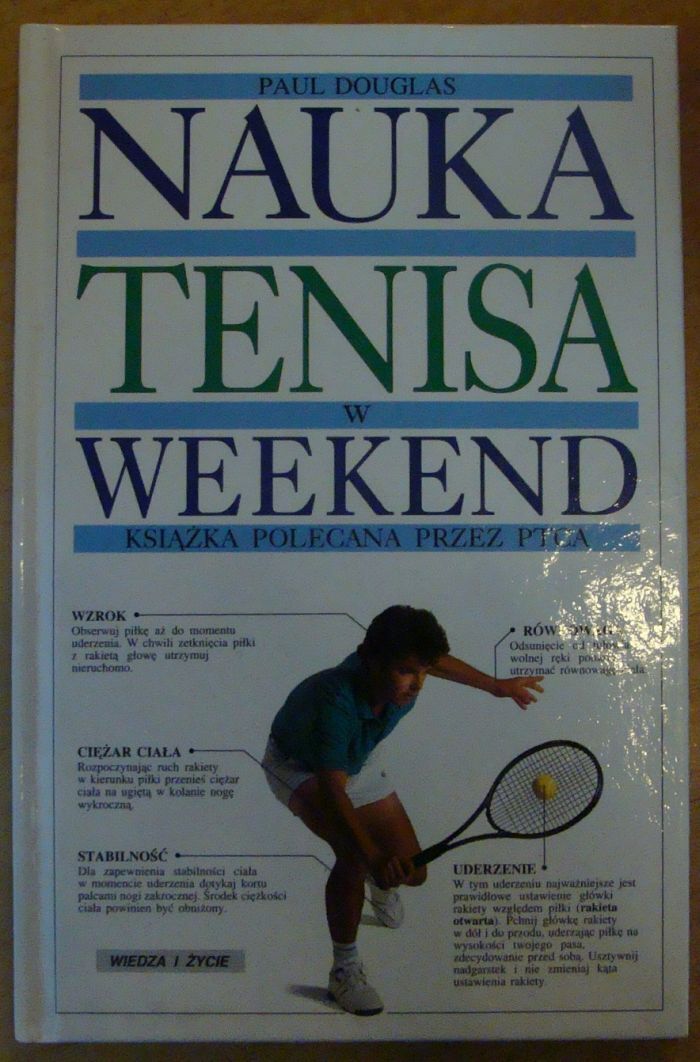 PAUL DOUGLAS
NAUKA
TENISA
W
WEEKEND
KSIĄŻKA POLECANA PRZEZ PTCA
WZROK
Obserwuj piłkę aż do momentu
uderzenia. W chwili zetknięcia piłki
z rakietą głowę utrzymuj
nieruchomo.
Odsunięcie od
wolnej ręki
utrzymać
CIĘŻAR CIAŁA
Rozpoczynając ruch rakiety
w kierunku piłki przenieś ciężar
ciała na ugiętą w kolanie nogę
wykroczną.
STABILNOŚĆ
Dla zapewnienia stabilności ciała
w momencie uderzenia dotykaj kortu
palcami nogi zakrocznej. Środek ciężkości
ciała powinien być obniżony.
UDERZENIE
W tym uderzeniu najważniejsze jest
prawidłowe ustawienie główki
rakiety względem piłki (rakieta
otwarta). Pchnij główkę rakiety
w dół i do przodu, uderzając piłkę na
wysokości twojego pasa,
zdecydowanie przed sobą. Usztywnij
nadgarstek i nie zmieniaj kąta
ustawienia rakiety.
WIEDZA I ŻYCIE